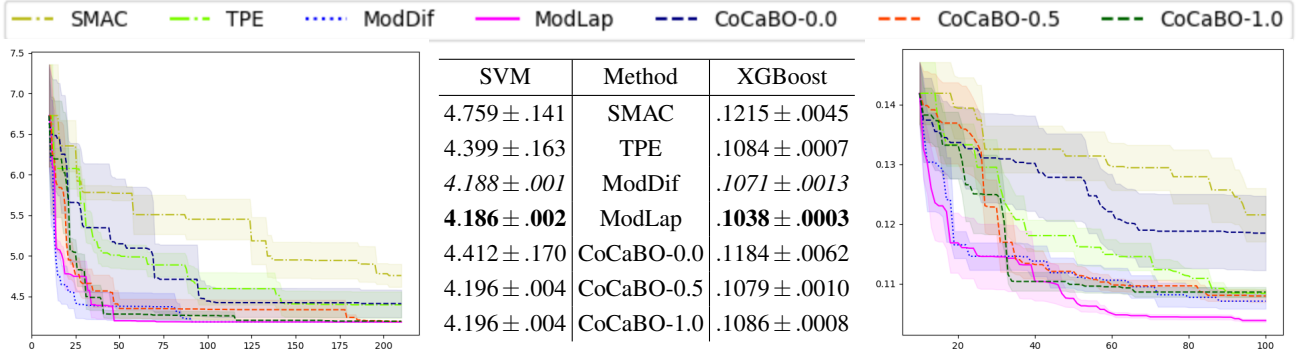 SMAC TPE ModDif ModLap CoCaBO-0.0 CoCaBO-0.5 CoCaBO-1.0
7.5
7.0
6.5
6.0
5.5
5.0
4.5
0 25 50 75 100 125 150 175 200
SVM Method XGBoost
4.759 ± .141 SMAC .1215 ± .0045
4.399 ± .163 TPE .1084 ± .0007
4.188 ± .001 ModDif .1071 ± .0013
4.186 ± .002 ModLap .1038 ± .0003
4.412 ± .170 CoCaBO-0.0 .1184 ± .0062
4.196 ± .004 CoCaBO-0.5 .1079 ± .0010
4.196 ± .004 CoCaBO-1.0 .1086 ± .0008
0.14
0.13
0.12
0.11
20 40 60 80 100